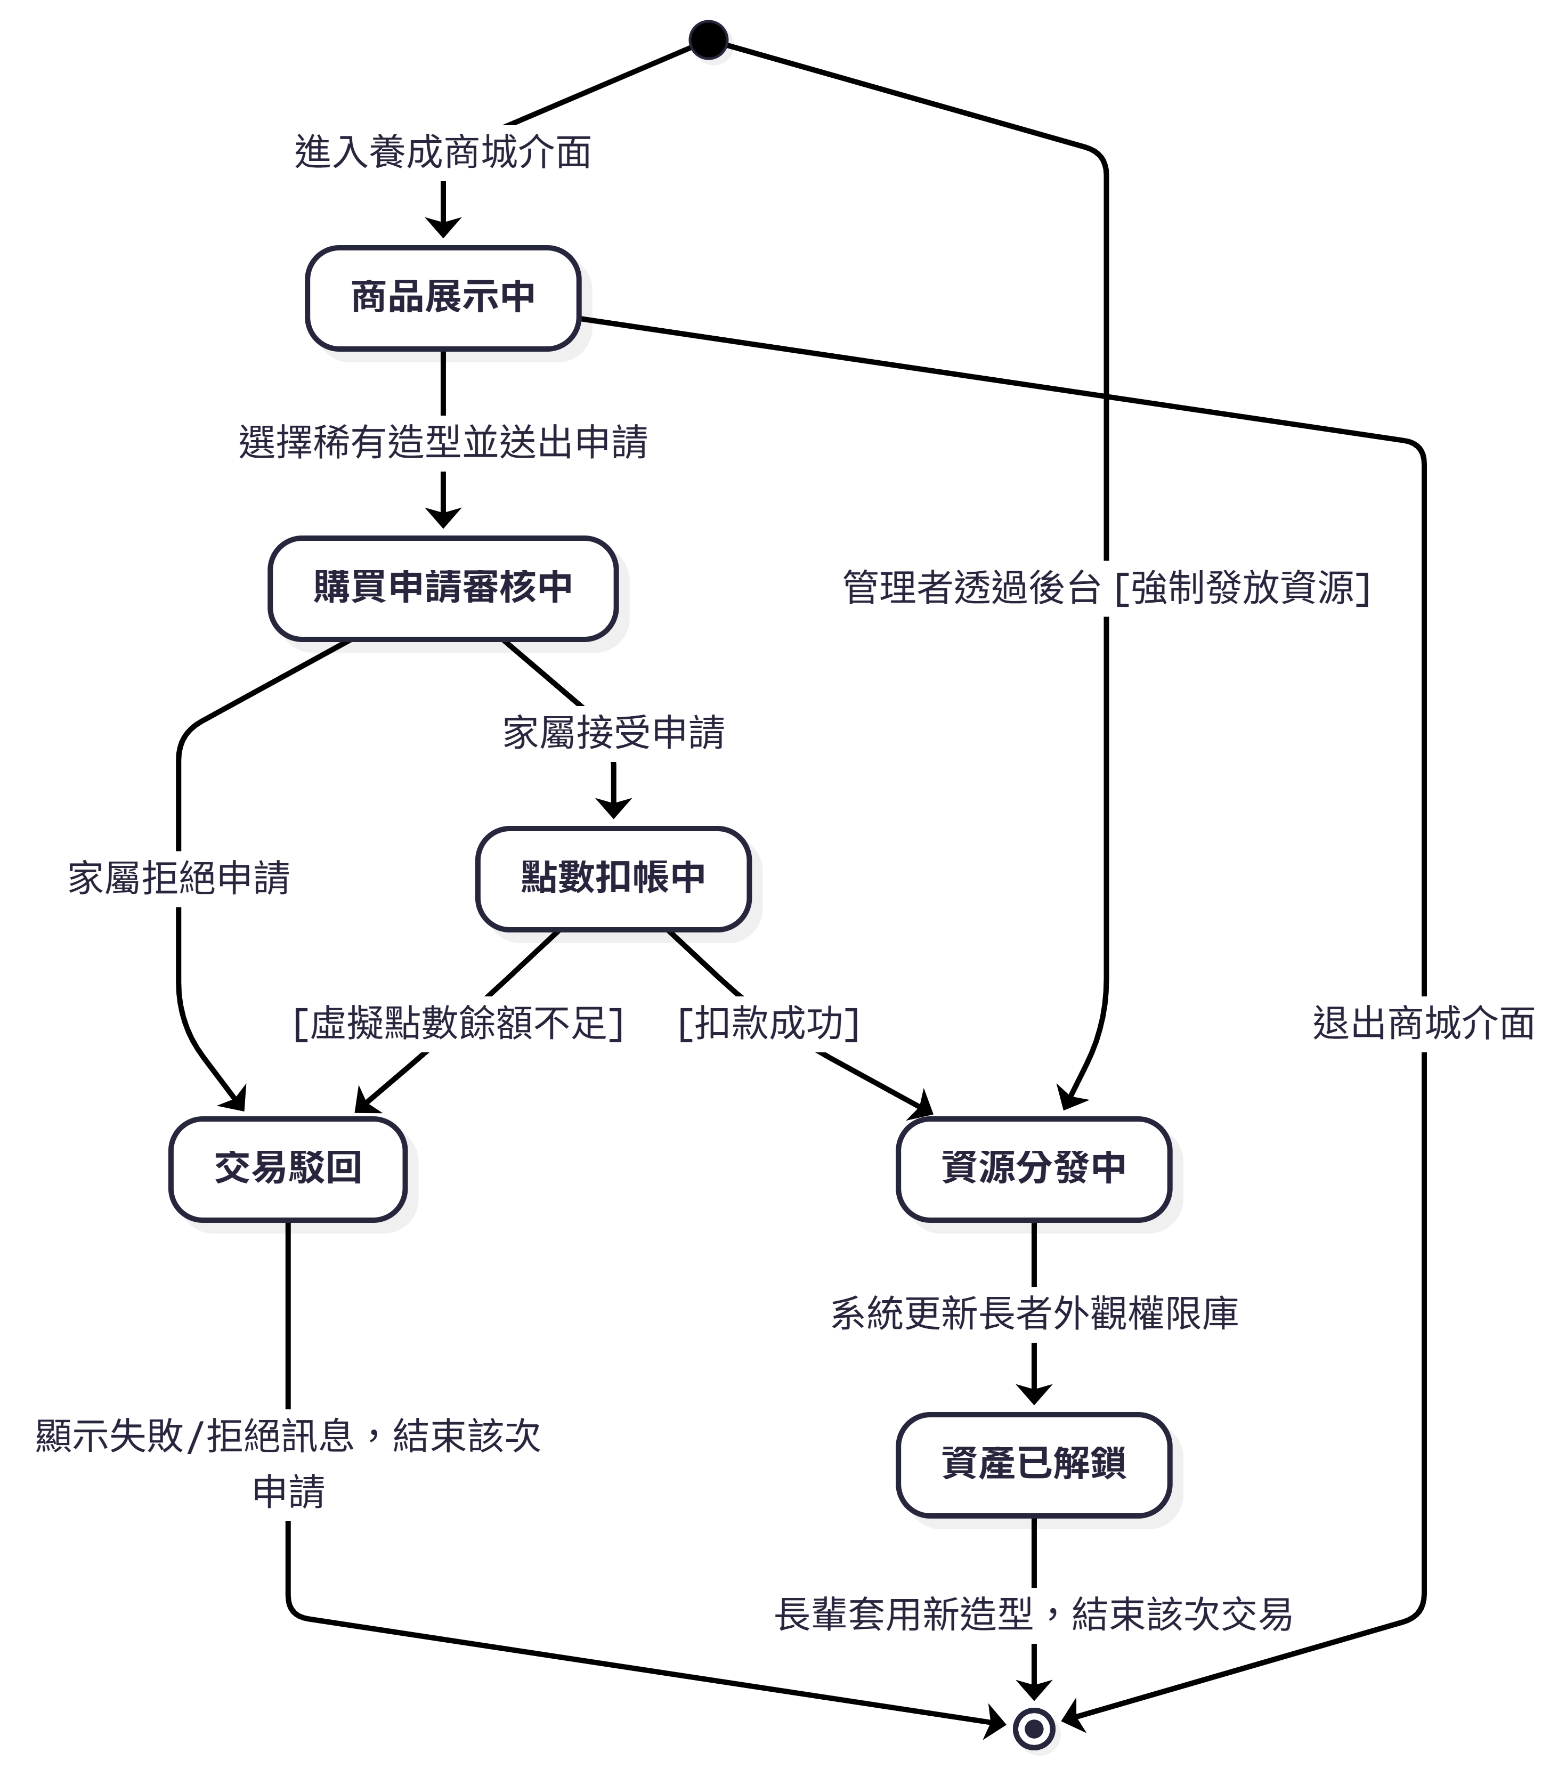 進入養成商城介面
商品展示中
選擇稀有造型並送出申請
購買申請審核中
管理者透過後台 [強制發放資源]
家屬接受申請
家屬拒絕申請
點數扣帳中
[虛擬點數餘額不足]
[扣款成功]
退出商城介面
交易駁回
資源分發中
系統更新長者外觀權限庫
顯示失敗/拒絕訊息，結束該次
申請
資產已解鎖
長輩套用新造型，結束該次交易